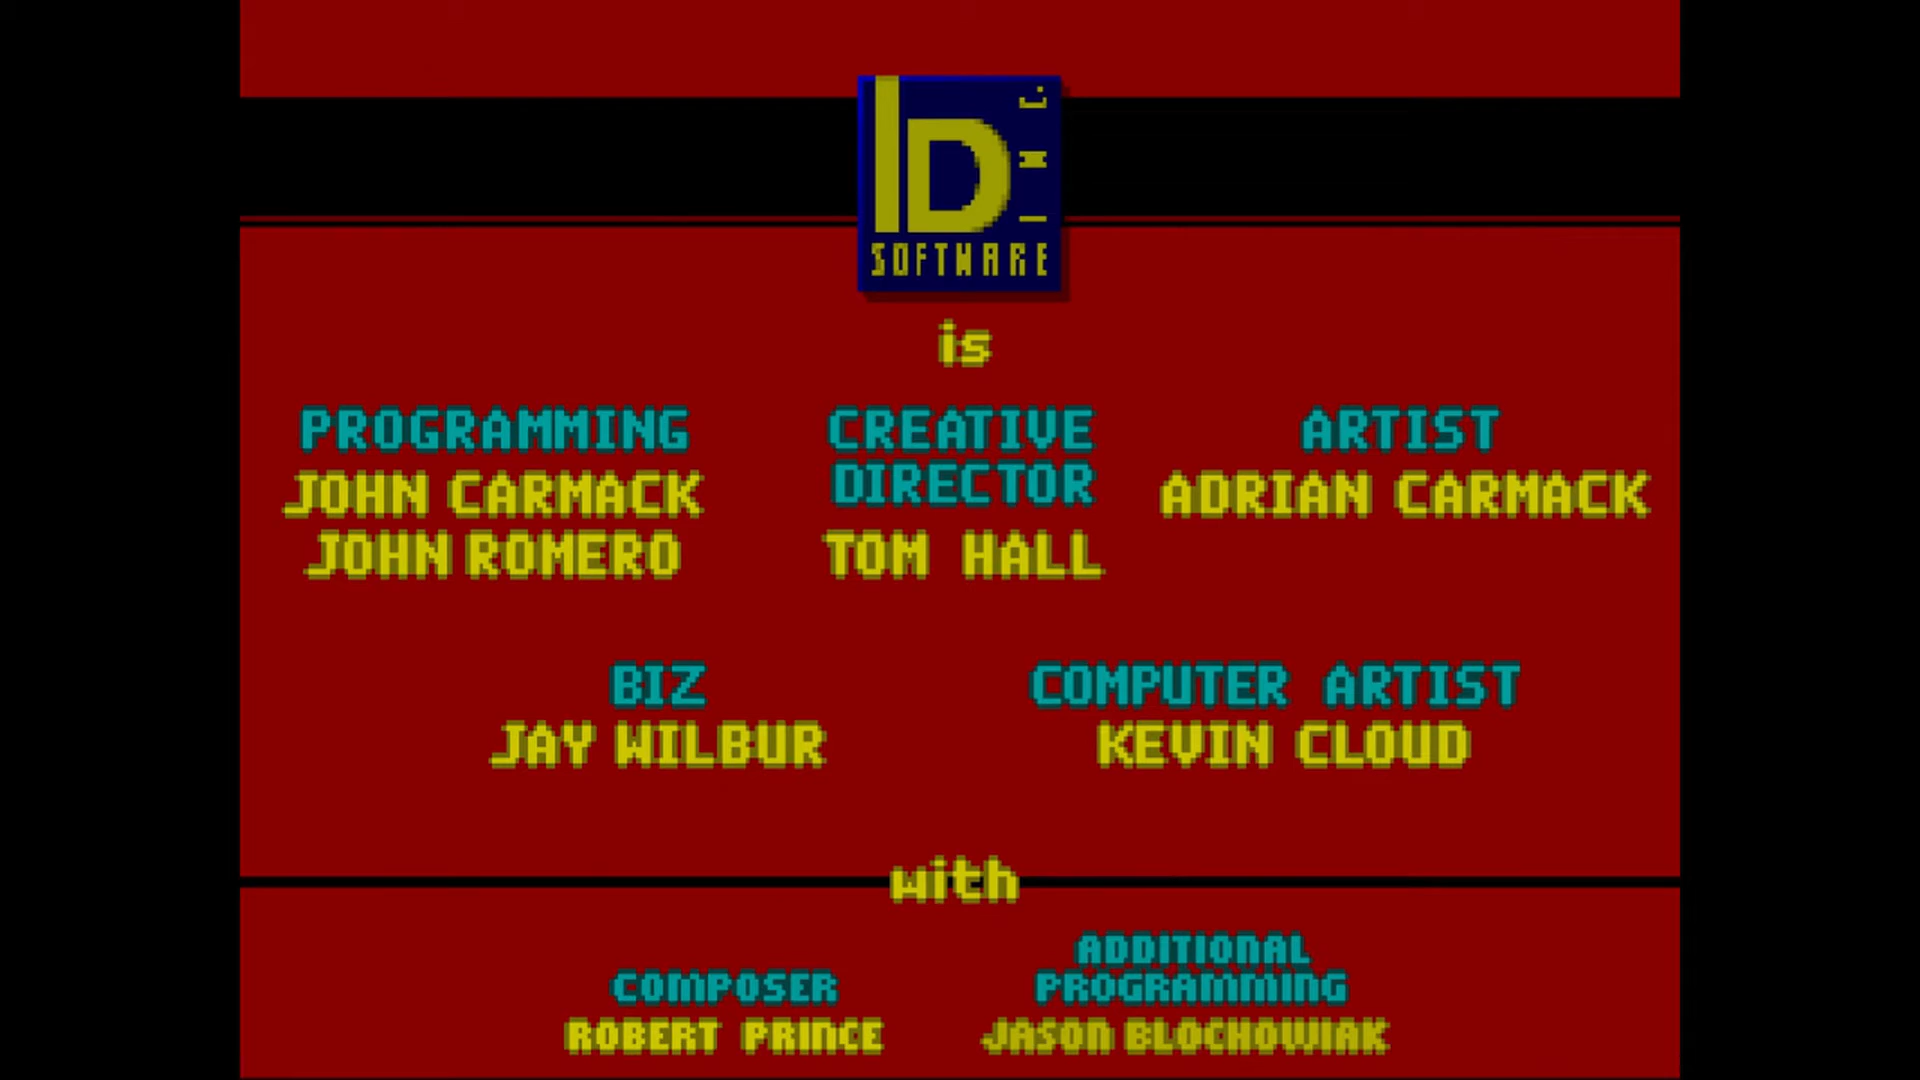 ID
SOFTWARE
is
PROGRAMMING
JOHN CARMACK
JOHN ROMERO
CREATIVE
DIRECTOR
TOM HALL
ARTIST
ADRIAN CARMACK
BIZ
JAY WILBUR
COMPUTER ARTIST
KEVIN CLOUD
with
COMPOSER
ROBERT PRINCE
ADDITIONAL
PROGRAMMING
JASON BLOCHOWIAK